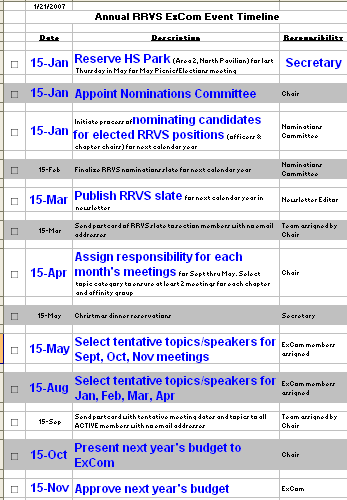 1/21/2007
Annual RRVS ExCom Event Timeline
Date Description Responsibility
15-Jan Reserve HS Park (Area 2, North Pavilion) for last Secretary
Thursday in May for May Picnic/Elections meeting
15-Jan Appoint Nominations Committee Chair
Initiate process of nominating candidates
15-Jan for elected RRVS positions (officers & Nominations Committee
chapter chairs) for next calendar year
15-Feb Finalize RRVS nominations slate for next calendar year Nominations Committee
15-Mar Publish RRVS slate for next calendar year in Newsletter Editor
newsletter
15-Mar Send postcard of RRVS slate to section members with no email Team assigned by
addresses Chair
Assign responsibility for each
15-Apr month's meetings for Sept thru May. Select Chair
topic category to ensure at least 2 meetings for each chapter
and affinity group
15-May Christmas dinner reservations Secretary
15-May Select tentative topics/speakers for ExCom members
Sept, Oct, Nov meetings assigned
15-Aug Select tentative topics/speakers for ExCom members
Jan, Feb, Mar, Apr assigned
15-Sep Send postcard with tentative meeting dates and topics to all Team assigned by
ACTIVE members with no email addresses Chair
15-Oct Present next year's budget to Chair
ExCom
15-Nov Approve next year's budget ExCom